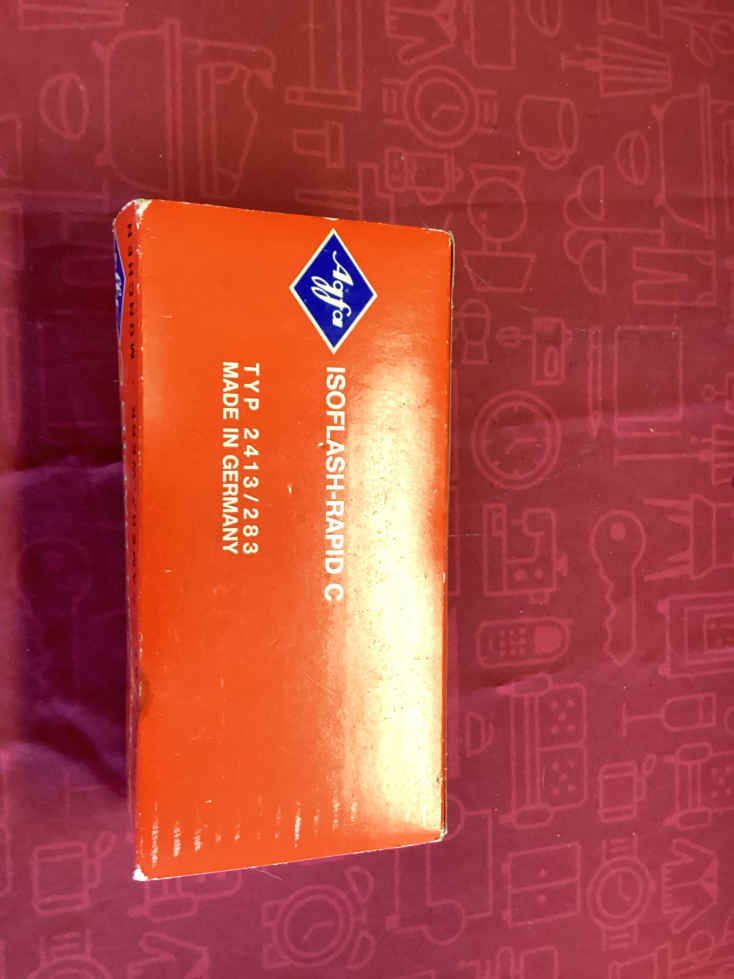 Agfa
ISOFLASH-RAPID C
TYP 2413/283
MADE IN GERMANY